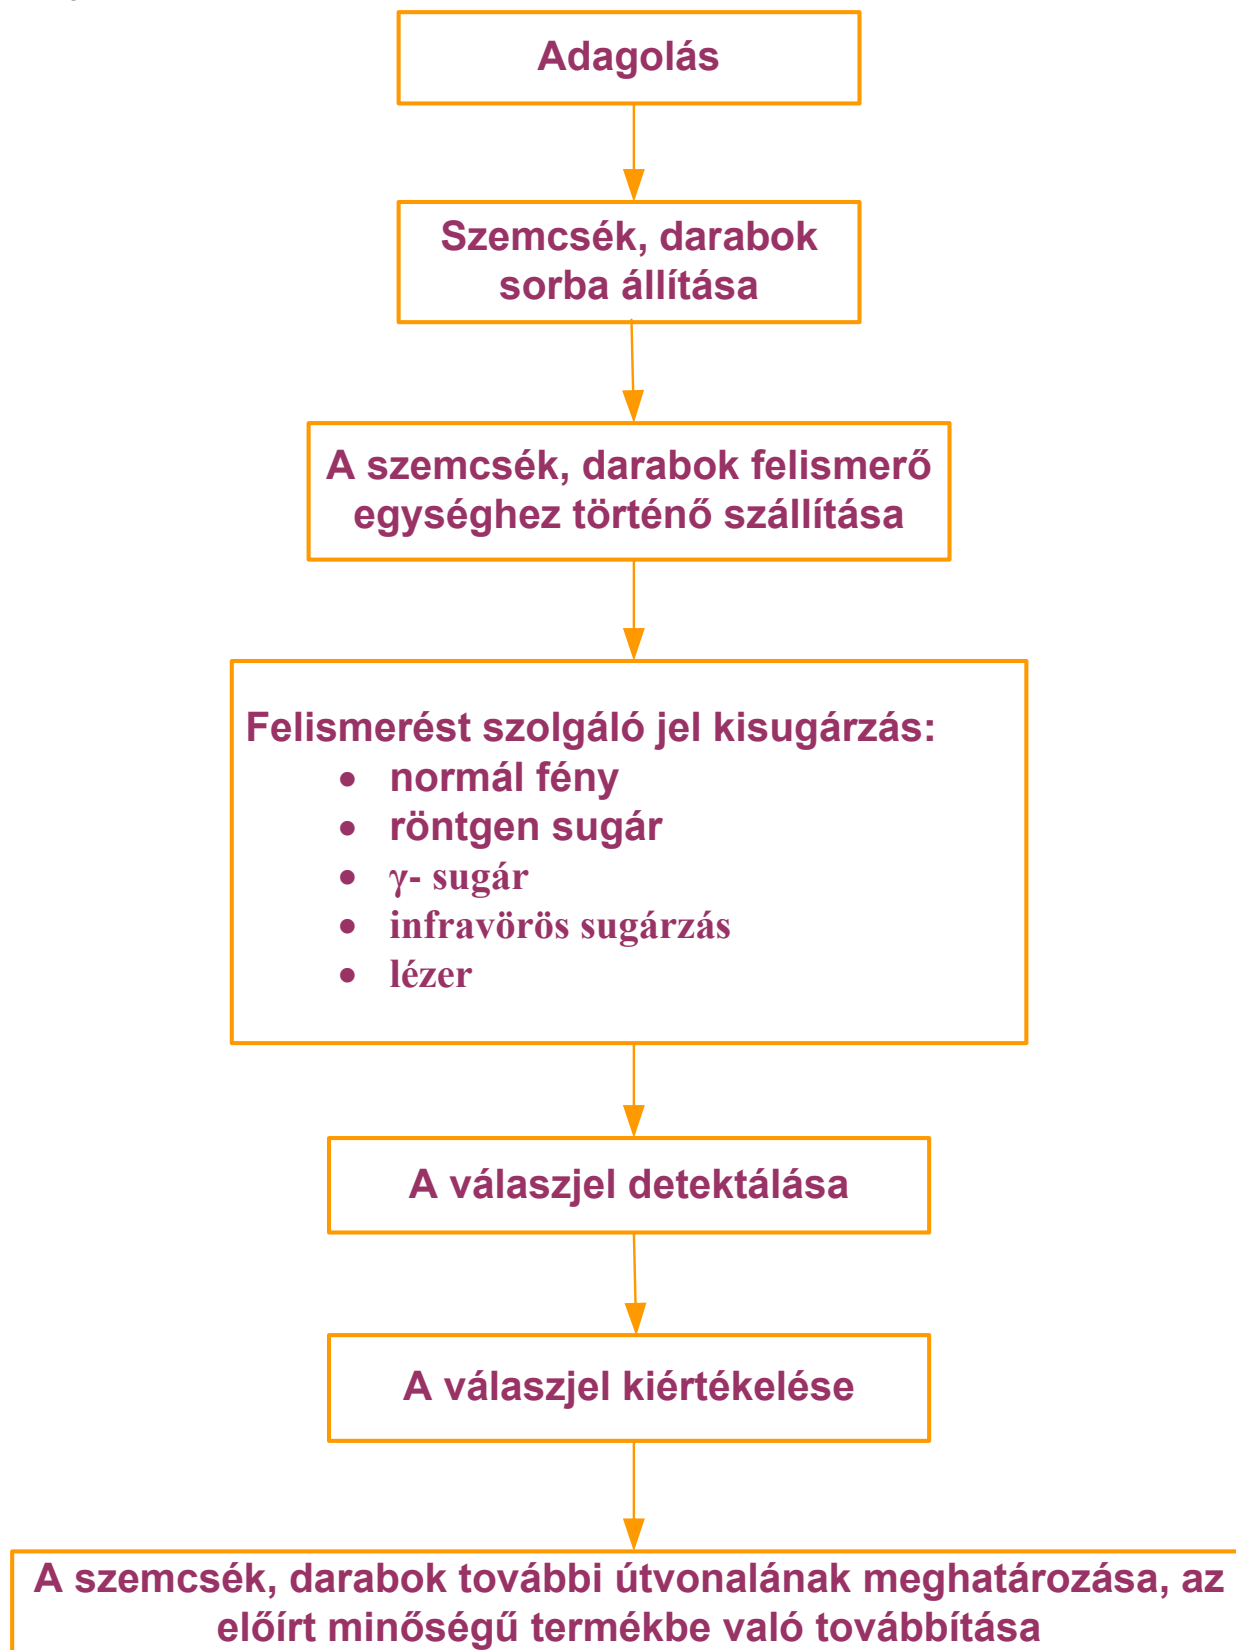 Adagolás
Szemcsék, darabok
sorba állítása
A szemcsék, darabok felismerő
egységhez történő szállítása
Felismerést szolgáló jel kisugárzás:
• normál fény
• röntgen sugár
• γ- sugár
• infravörös sugárzás
• lézer
A válaszjel detektálása
A válaszjel kiértékelése
A szemcsék, darabok további útvonalának meghatározása, az
előírt minőségű termékbe való továbbítása